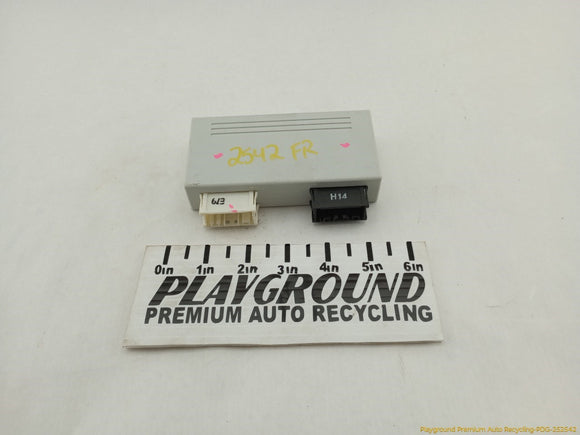 2542 FR
H14
0in 1in 2in 3in 4in 5in 6in
PLAYGROUND
PREMIUM AUTO RECYCLING
Playground Premium Auto Recycling-PDG-252542